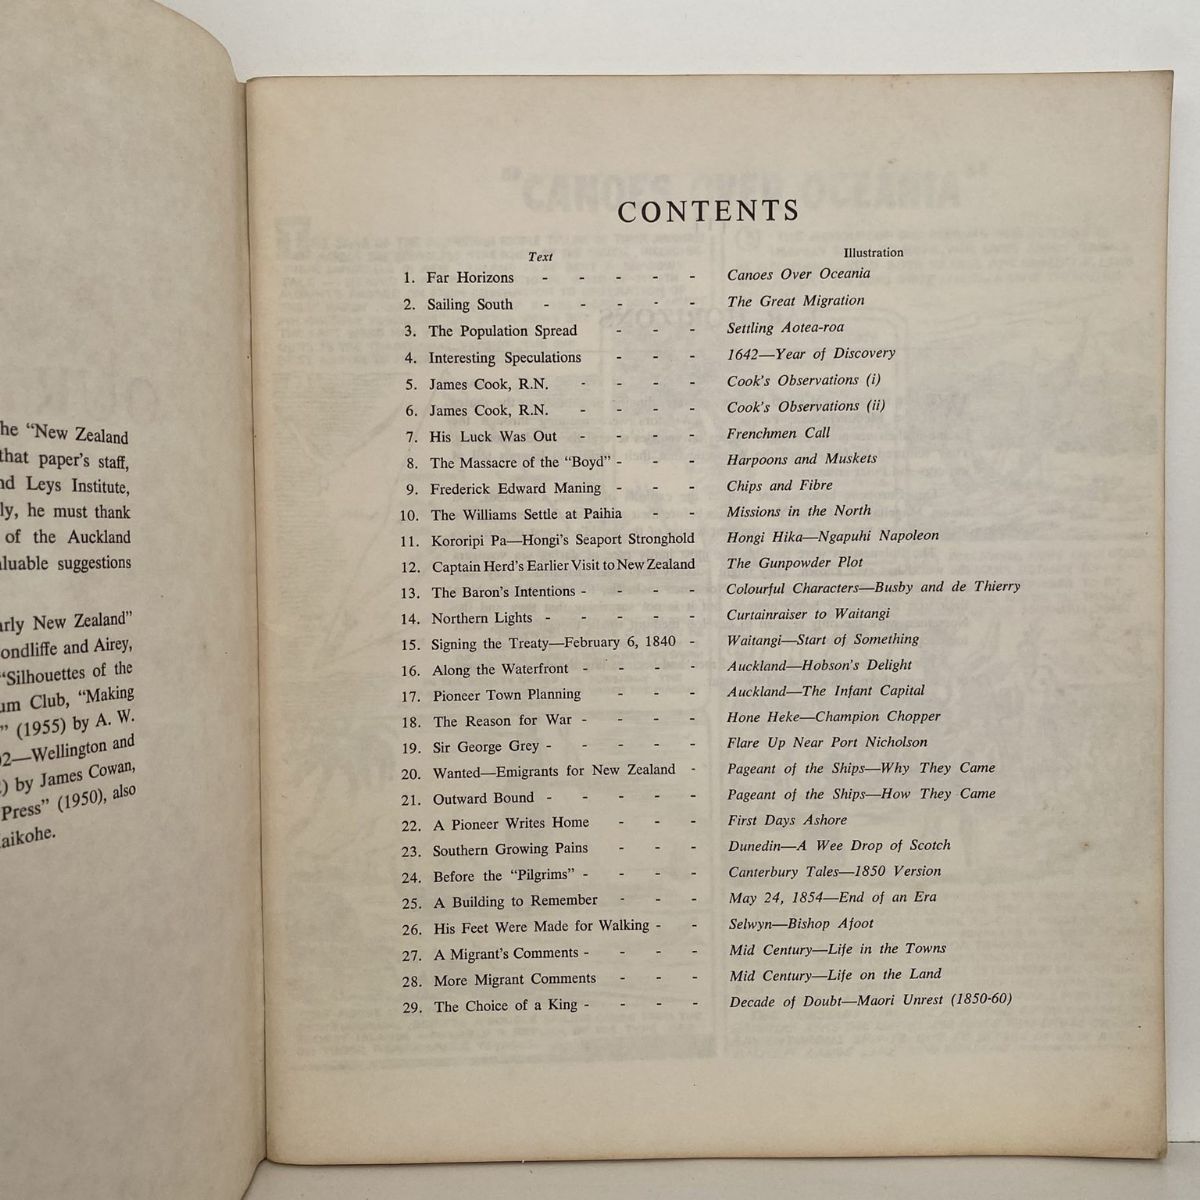 he "New Zealand
that paper's staff,
nd Leys Institute,
ly, he must thank
of the Auckland
luable suggestions
arly New Zealand"
ondliffe and Airey,
"Silhouettes of the
um Club, "Making
" (1955) by A. W.
02—Wellington and
) by James Cowan,
Press" (1950), also
aikohe.
CONTENTS
Text Illustration
1. Far Horizons - - - - - Canoes Over Oceania
2. Sailing South - - - - - The Great Migration
3. The Population Spread - - - Settling Aotea-roa
4. Interesting Speculations - - - 1642—Year of Discovery
5. James Cook, R.N. - - - - Cook's Observations (i)
6. James Cook, R.N. - - - - Cook's Observations (ii)
7. His Luck Was Out - - - - Frenchmen Call
8. The Massacre of the "Boyd" - - - Harpoons and Muskets
9. Frederick Edward Maning - - - Chips and Fibre
10. The Williams Settle at Paihia - - Missions in the North
11. Kororipi Pa—Hongi's Seaport Stronghold Hongi Hika—Ngapuhi Napoleon
12. Captain Herd's Earlier Visit to New Zealand The Gunpowder Plot
13. The Baron's Intentions - - - - Colourful Characters—Busby and de Thierry
14. Northern Lights - - - - - Curtainraiser to Waitangi
15. Signing the Treaty—February 6, 1840 - Waitangi—Start of Something
16. Along the Waterfront - - - - Auckland—Hobson's Delight
17. Pioneer Town Planning - - - Auckland—The Infant Capital
18. The Reason for War - - - - Hone Heke—Champion Chopper
19. Sir George Grey - - - - - Flare Up Near Port Nicholson
20. Wanted—Emigrants for New Zealand - Pageant of the Ships—Why They Came
21. Outward Bound - - - - - Pageant of the Ships—How They Came
22. A Pioneer Writes Home - - - First Days Ashore
23. Southern Growing Pains - - - Dunedin—A Wee Drop of Scotch
24. Before the "Pilgrims" - - - - Canterbury Tales—1850 Version
25. A Building to Remember - - - May 24, 1854—End of an Era
26. His Feet Were Made for Walking - - Selwyn—Bishop Afoot
27. A Migrant's Comments - - - - Mid Century—Life in the Towns
28. More Migrant Comments - - - Mid Century—Life on the Land
29. The Choice of a King - - - - Decade of Doubt—Maori Unrest (1850-60)